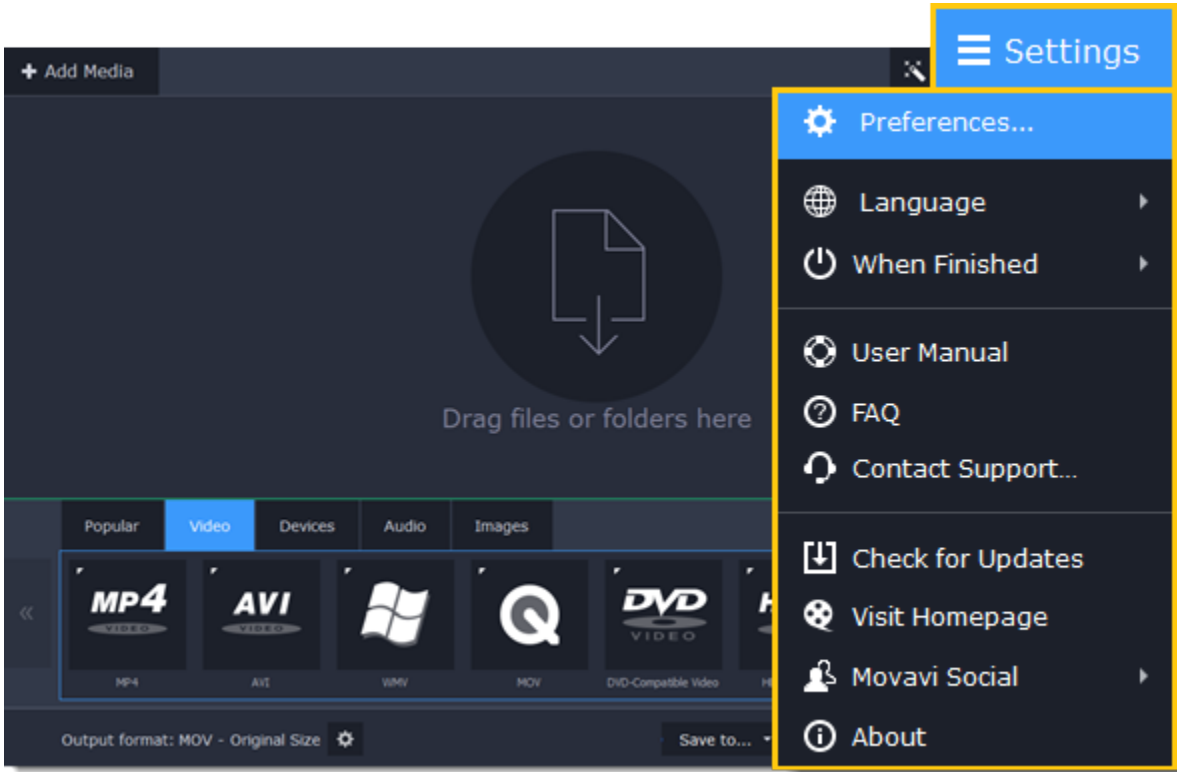 Settings
Add Media
Preferences...
Language
When Finished
User Manual
FAQ
Contact Support...
Check for Updates
Visit Homepage
Movavi Social
About
Drag files or folders here
Popular Video Devices Audio Images
MP4 VIDEO
AVI VIDEO
DVD VIDEO
MP4 AVI WMV MOV DVD-Compatible Video
Output format: MOV - Original Size
Save to...